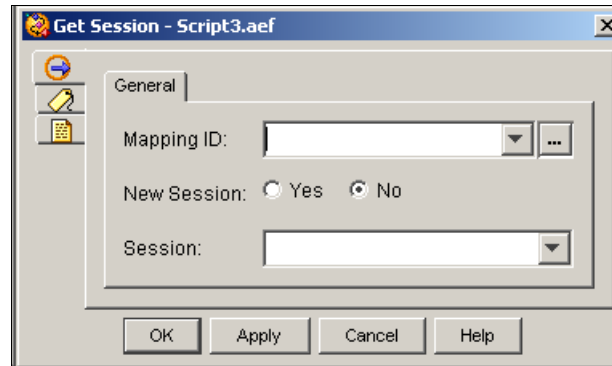 Get Session - Script3.aef
General
Mapping ID:
...
New Session: Yes No
Session:
OK Apply Cancel Help